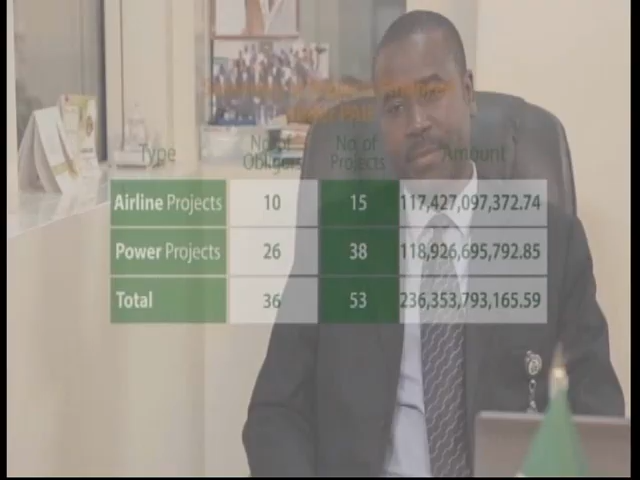 Type No of Obligors No of Projects Amount
Airline Projects 10 15 117,427,097,372.74
Power Projects 26 38 118,926,695,792.85
Total 36 53 236,353,793,165.59